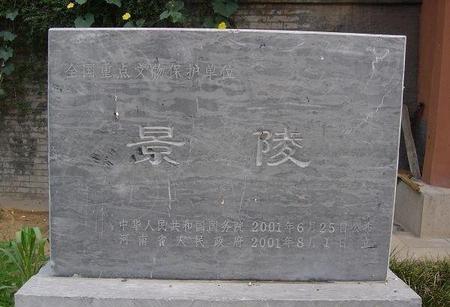 全国重点文物保护单位
景陵
中华人民共和国国务院 2001年6月25日公布
河南省人民政府 2001年8月1日立